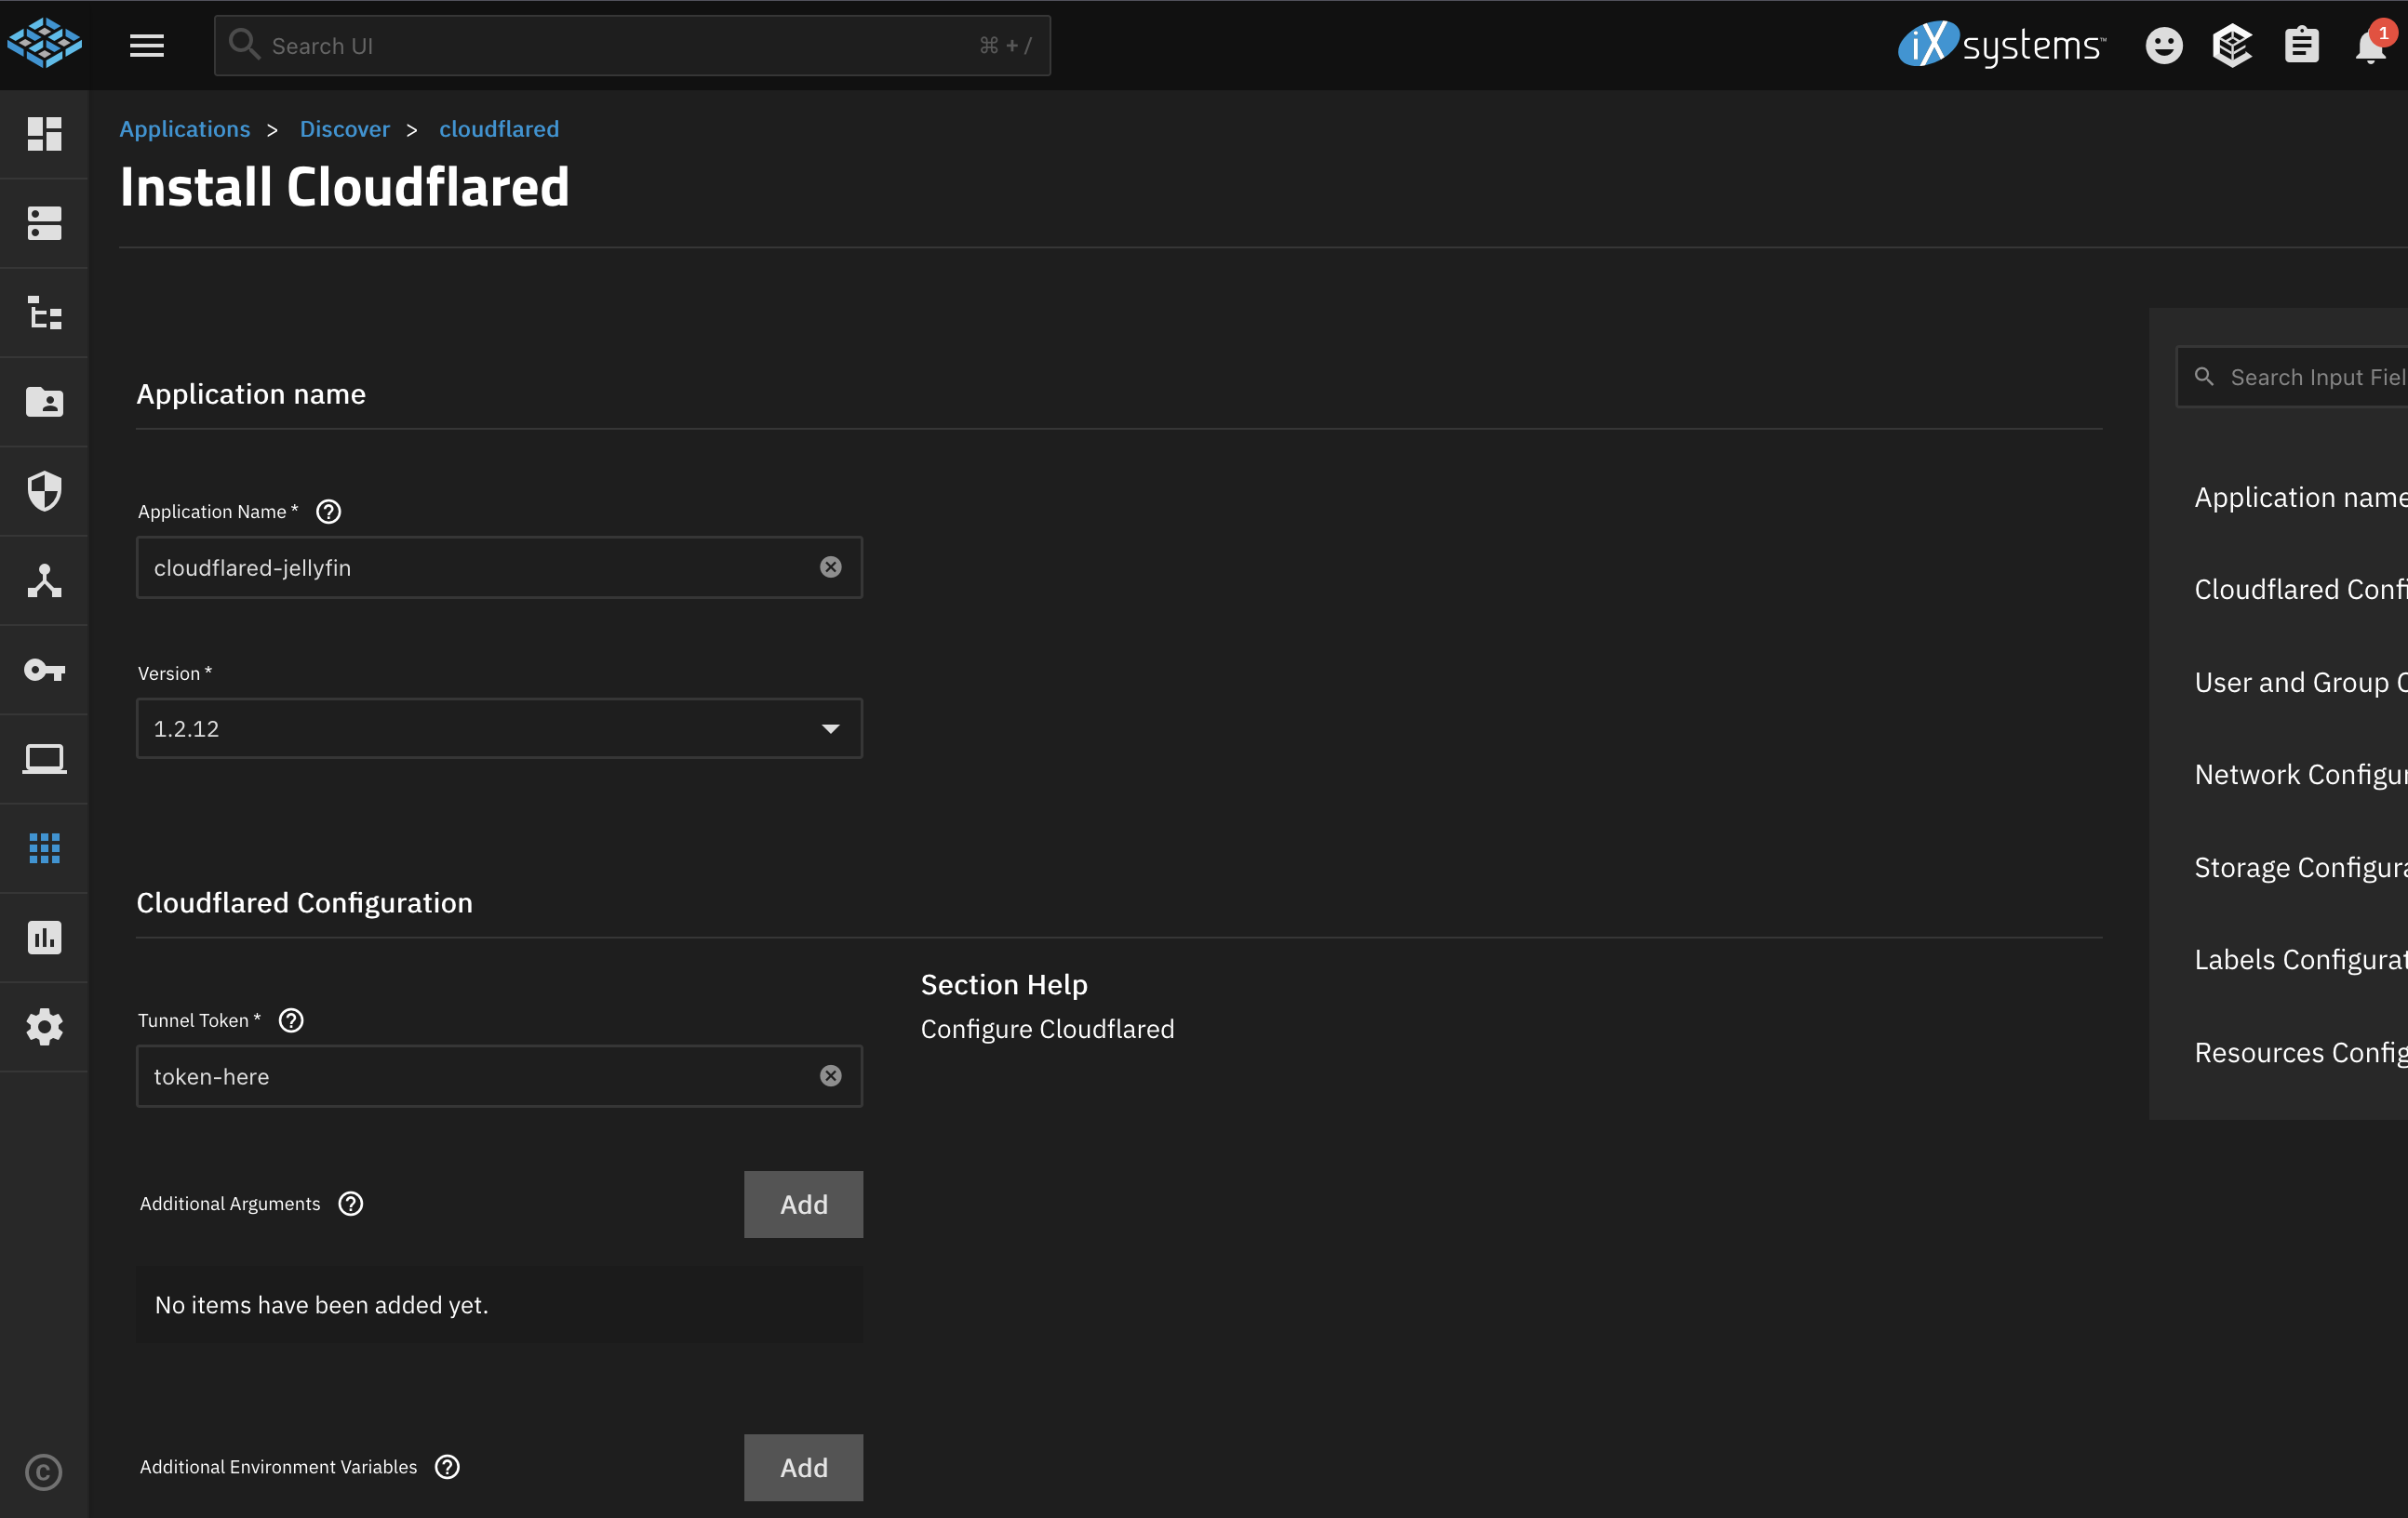 Search UI
⌘ + /
iX systems™
1
Applications > Discover > cloudflared
Install Cloudflared
Application name
Application Name *
cloudflared-jellyfin
Version *
1.2.12
Cloudflared Configuration
Tunnel Token *
token-here
Section Help
Configure Cloudflared
Additional Arguments
Add
No items have been added yet.
Additional Environment Variables
Add
Search Input Fiel
Application name
Cloudflared Confi
User and Group C
Network Configur
Storage Configura
Labels Configurat
Resources Config